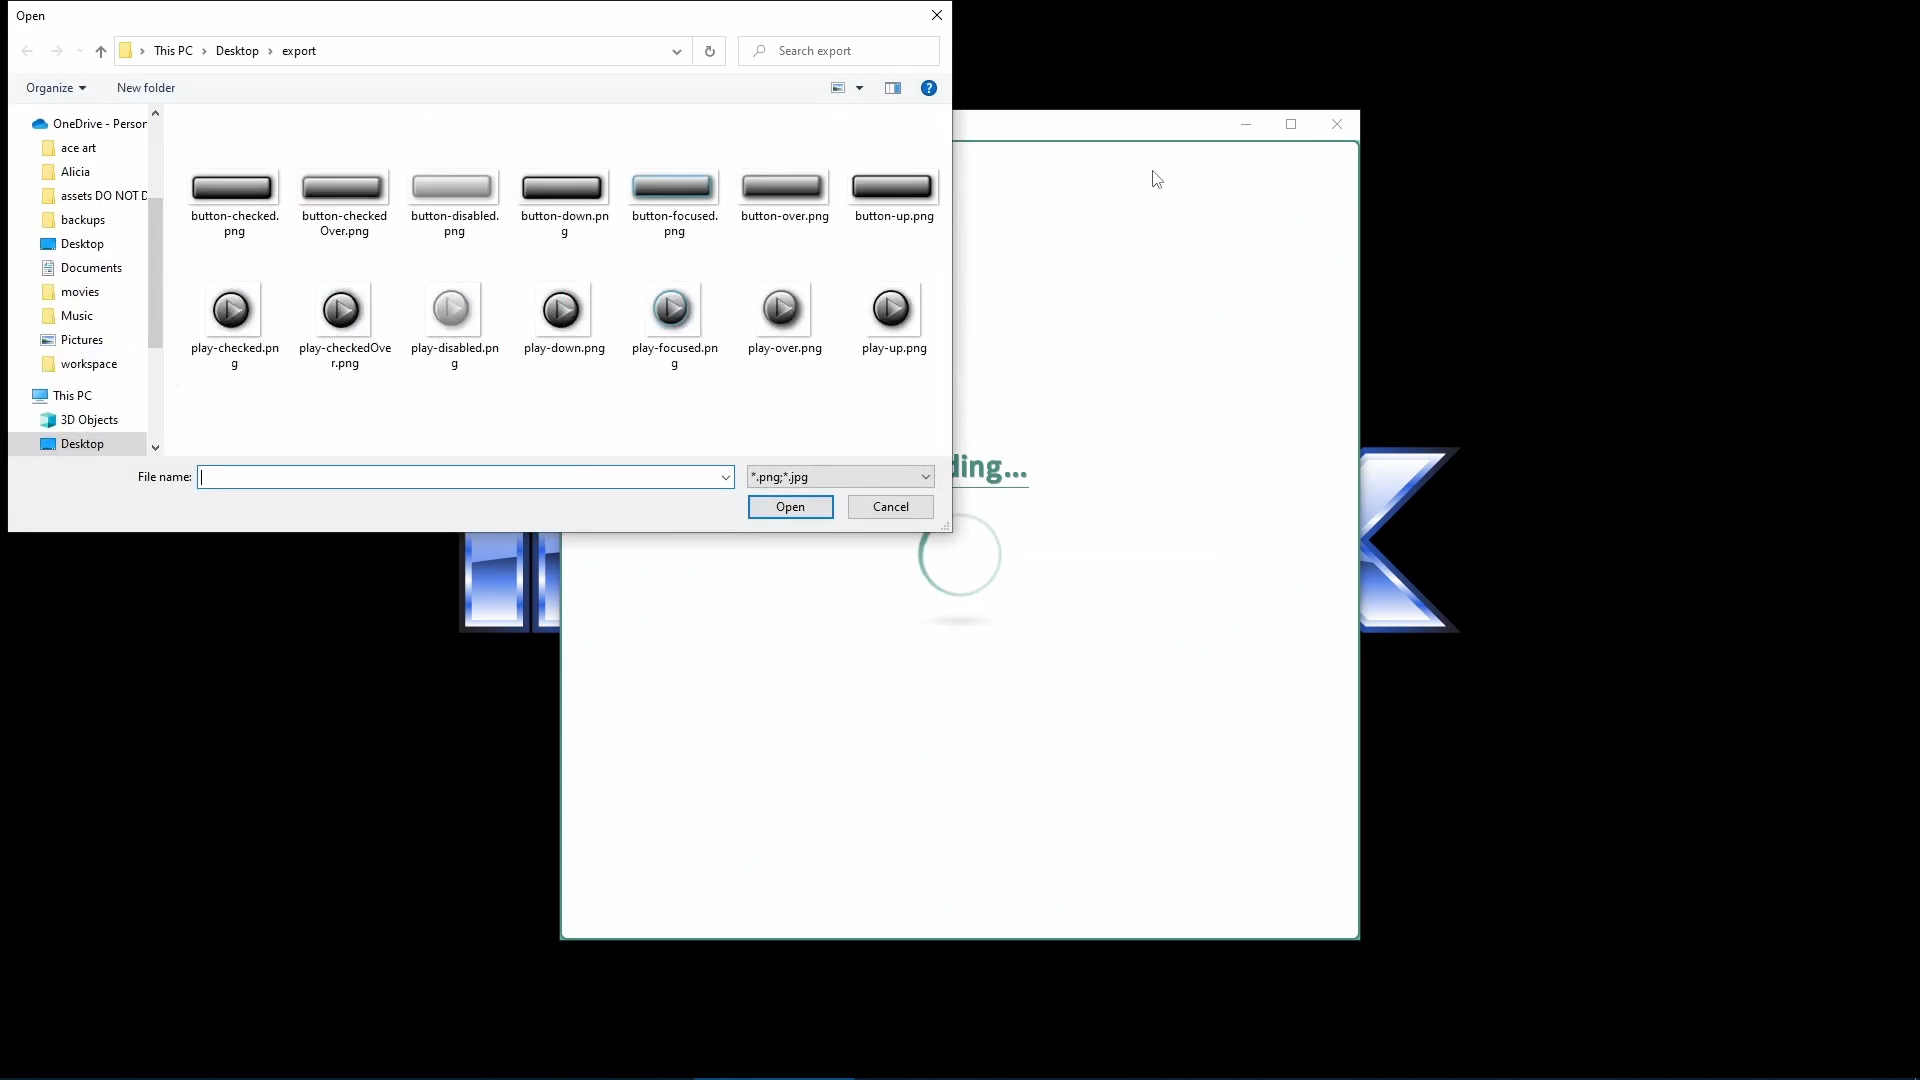 Open
This PC
Desktop
export
Search export
Organize
New folder
OneDrive - Person
ace art
Alicia
assets DO NOT D
backups
Desktop
Documents
movies
Music
Pictures
workspace
This PC
3D Objects
Desktop
button-checked.
png
button-checked
Over.png
button-disabled.
png
button-down.pn
g
button-focused.
png
button-over.png
button-up.png
play-checked.pn
g
play-checkedOve
r.png
play-disabled.pn
g
play-down.png
play-focused.pn
g
play-over.png
play-up.png
File name:
*.png;*.jpg
Open
Cancel
ding...